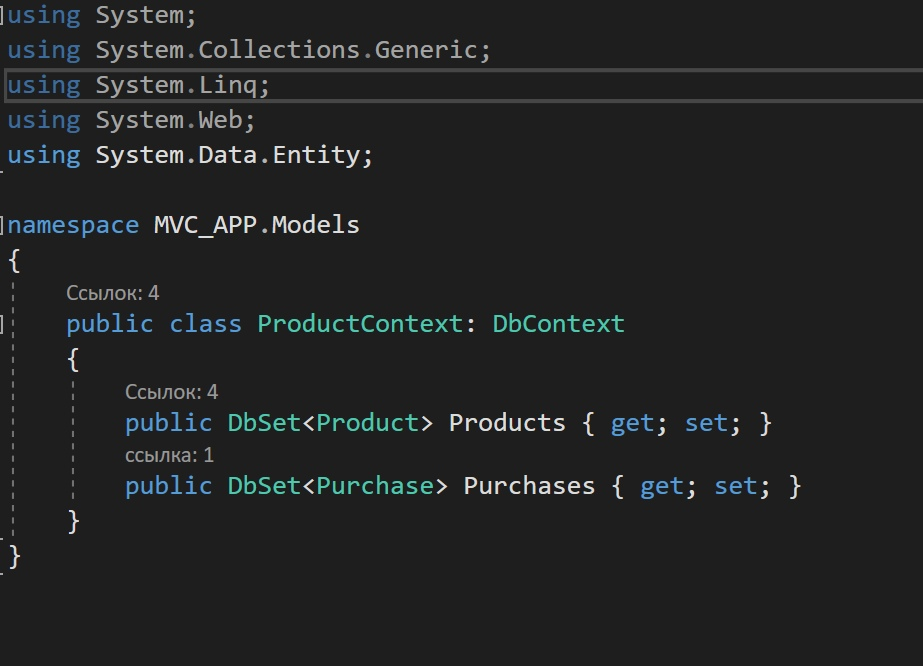 using System;
using System.Collections.Generic;
using System.Linq;
using System.Web;
using System.Data.Entity;
namespace MVC_APP.Models
{
Ссылок: 4
public class ProductContext: DbContext
{
Ссылок: 4
public DbSet<Product> Products { get; set; }
ссылка: 1
public DbSet<Purchase> Purchases { get; set; }
}
}